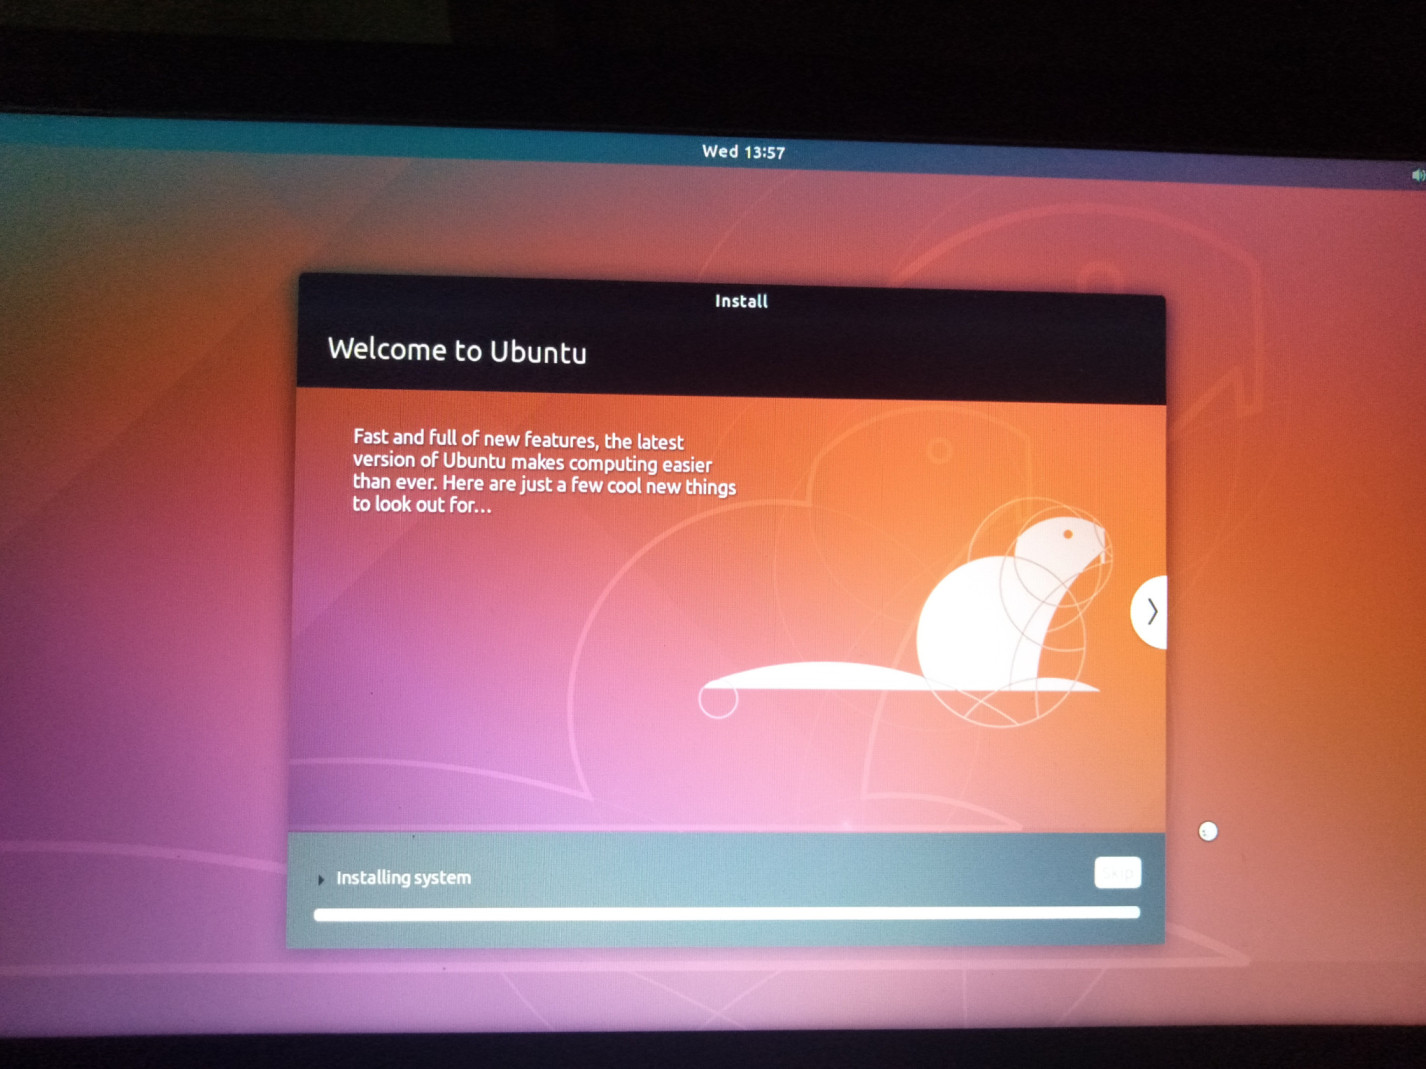 Wed 13:57
Install
Welcome to Ubuntu
Fast and full of new features, the latest
version of Ubuntu makes computing easier
than ever. Here are just a few cool new things
to look out for...
Installing system
Skip